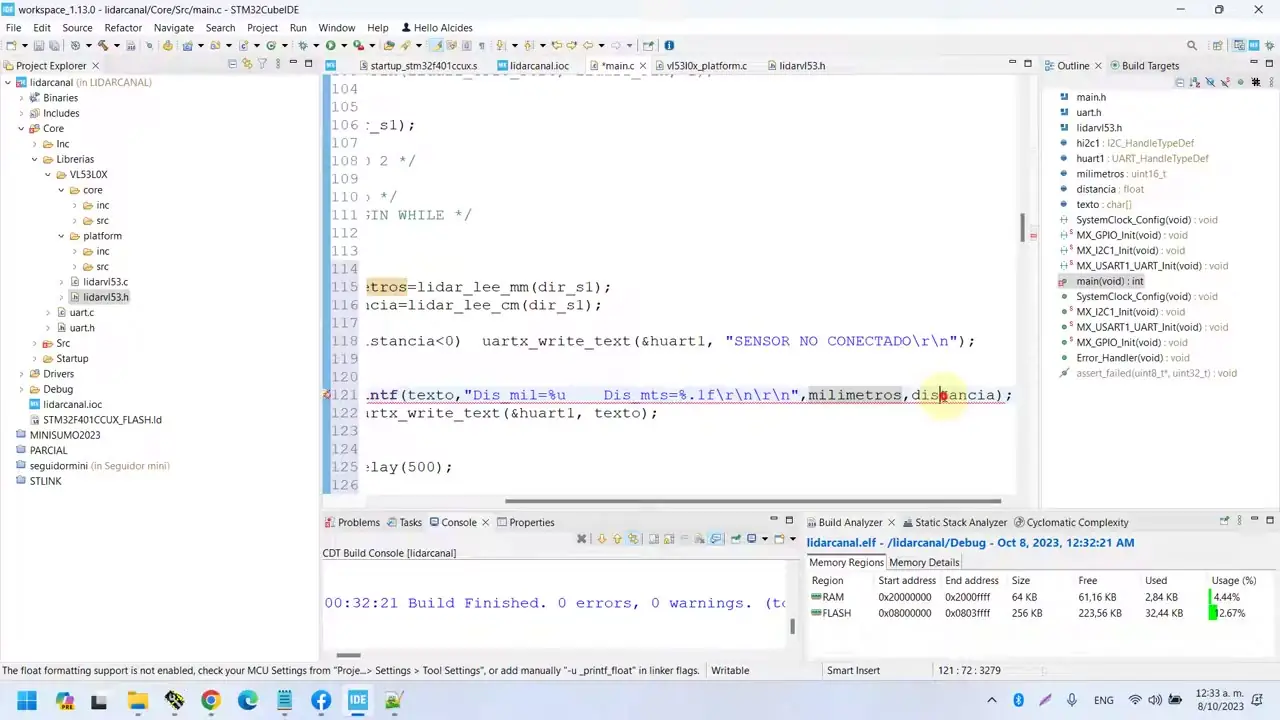 workspace_1.13.0 - lidarcanal/Core/Src/main.c - STM32CubeIDE
File Edit Source Refactor Navigate Search Project Run Window Help Hello Alcides
Project Explorer
lidarcanal (in LIDARCANAL)
Binaries
Includes
Core
Inc
Librerias
VL53L0X
core
inc
src
platform
inc
src
lidarvl53.c
lidarvl53.h
uart.c
uart.h
Src
Startup
Drivers
Debug
lidarcanal.ioc
STM32F401CCUX_FLASH.ld
MINISUMO2023
PARCIAL
seguidormini (in Seguidor mini)
STLINK
startup_stm32f401ccux.s lidarcanal.ioc *main.c vl53l0x_platform.c lidarvl53.h
104
105
106 r_s1);
107
108 D 2 */
109
110 */
111 GIN WHILE */
112
113
114
115 etros=lidar_lee_mm(dir_s1);
116 ncia=lidar_lee_cm(dir_s1);
117
118 stancia<0) uartx_write_text(&huart1, "SENSOR NO CONECTADO\r\n");
119
120
121 ntf(texto,"Dis mil=%u Dis mts=%.1f\r\n\r\n",milimetros,distancia);
122 artx_write_text(&huart1, texto);
123
124
125 elay(500);
126
Outline Build Targets
main.h
uart.h
lidarvl53.h
hi2c1 : I2C_HandleTypeDef
huart1 : UART_HandleTypeDef
milimetros : uint16_t
distancia : float
texto : char[]
SystemClock_Config(void) : void
MX_GPIO_Init(void) : void
MX_I2C1_Init(void) : void
MX_USART1_UART_Init(void) : void
main(void) : int
SystemClock_Config(void) : void
MX_I2C1_Init(void) : void
MX_USART1_UART_Init(void) : void
MX_GPIO_Init(void) : void
Error_Handler(void) : void
assert_failed(uint8_t*, uint32_t) : void
Problems Tasks Console Properties
CDT Build Console [lidarcanal]
00:32:21 Build Finished. 0 errors, 0 warnings. (to
Build Analyzer Static Stack Analyzer Cyclomatic Complexity
lidarcanal.elf - /lidarcanal/Debug - Oct 8, 2023, 12:32:21 AM
Memory Regions Memory Details
Region Start address End address Size Free Used Usage (%)
RAM 0x20000000 0x2000ffff 64 KB 61,16 KB 2,84 KB 4.44%
FLASH 0x08000000 0x0803ffff 256 KB 223,56 KB 32,44 KB 12.67%
The float formatting support is not enabled, check your MCU Settings from "Proje...> Settings > Tool Settings", or add manually "-u _printf_float" in linker flags. Writable Smart Insert 121 : 72 : 3279
IDE ENG 12:33 a. m.
8/10/2023